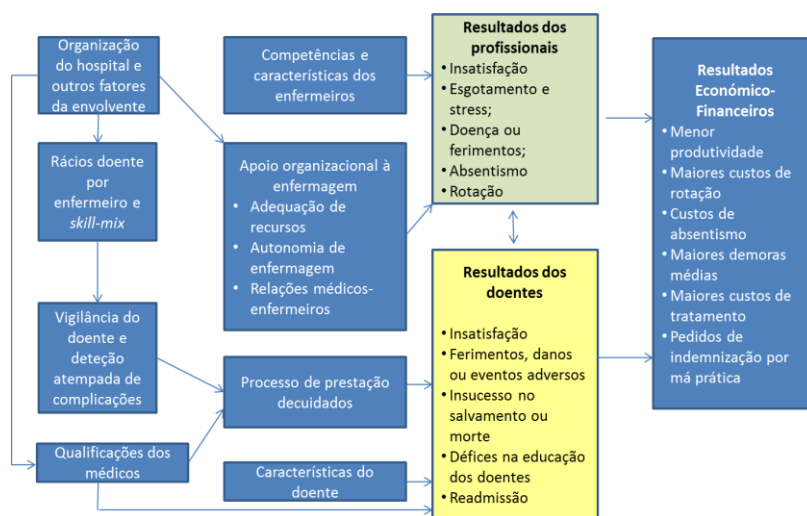 Organização
do hospital e
outros fatores
da envolvente
Rácios doente
por
enfermeiro e
skill-mix
Vigilância do
doente e
deteção
atempada de
complicações
Qualificações dos
médicos
Competências e
características dos
enfermeiros
Apoio organizacional à
enfermagem
• Adequação de
recursos
• Autonomia de
enfermagem
• Relações médicos-
enfermeiros
Processo de prestação
decuidados
Características do
doente
Resultados dos
profissionais
• Insatisfação
• Esgotamento e
stress;
• Doença ou
ferimentos;
• Absentismo
• Rotação
Resultados dos
doentes
• Insatisfação
• Ferimentos, danos
ou eventos adversos
• Insucesso no
salvamento ou
morte
• Défices na educação
dos doentes
• Readmissão
Resultados
Económico-
Financeiros
• Menor
produtividade
• Maiores custos de
rotação
• Custos de
absentismo
• Maiores demoras
médias
• Maiores custos de
tratamento
• Pedidos de
indemnização por
má prática